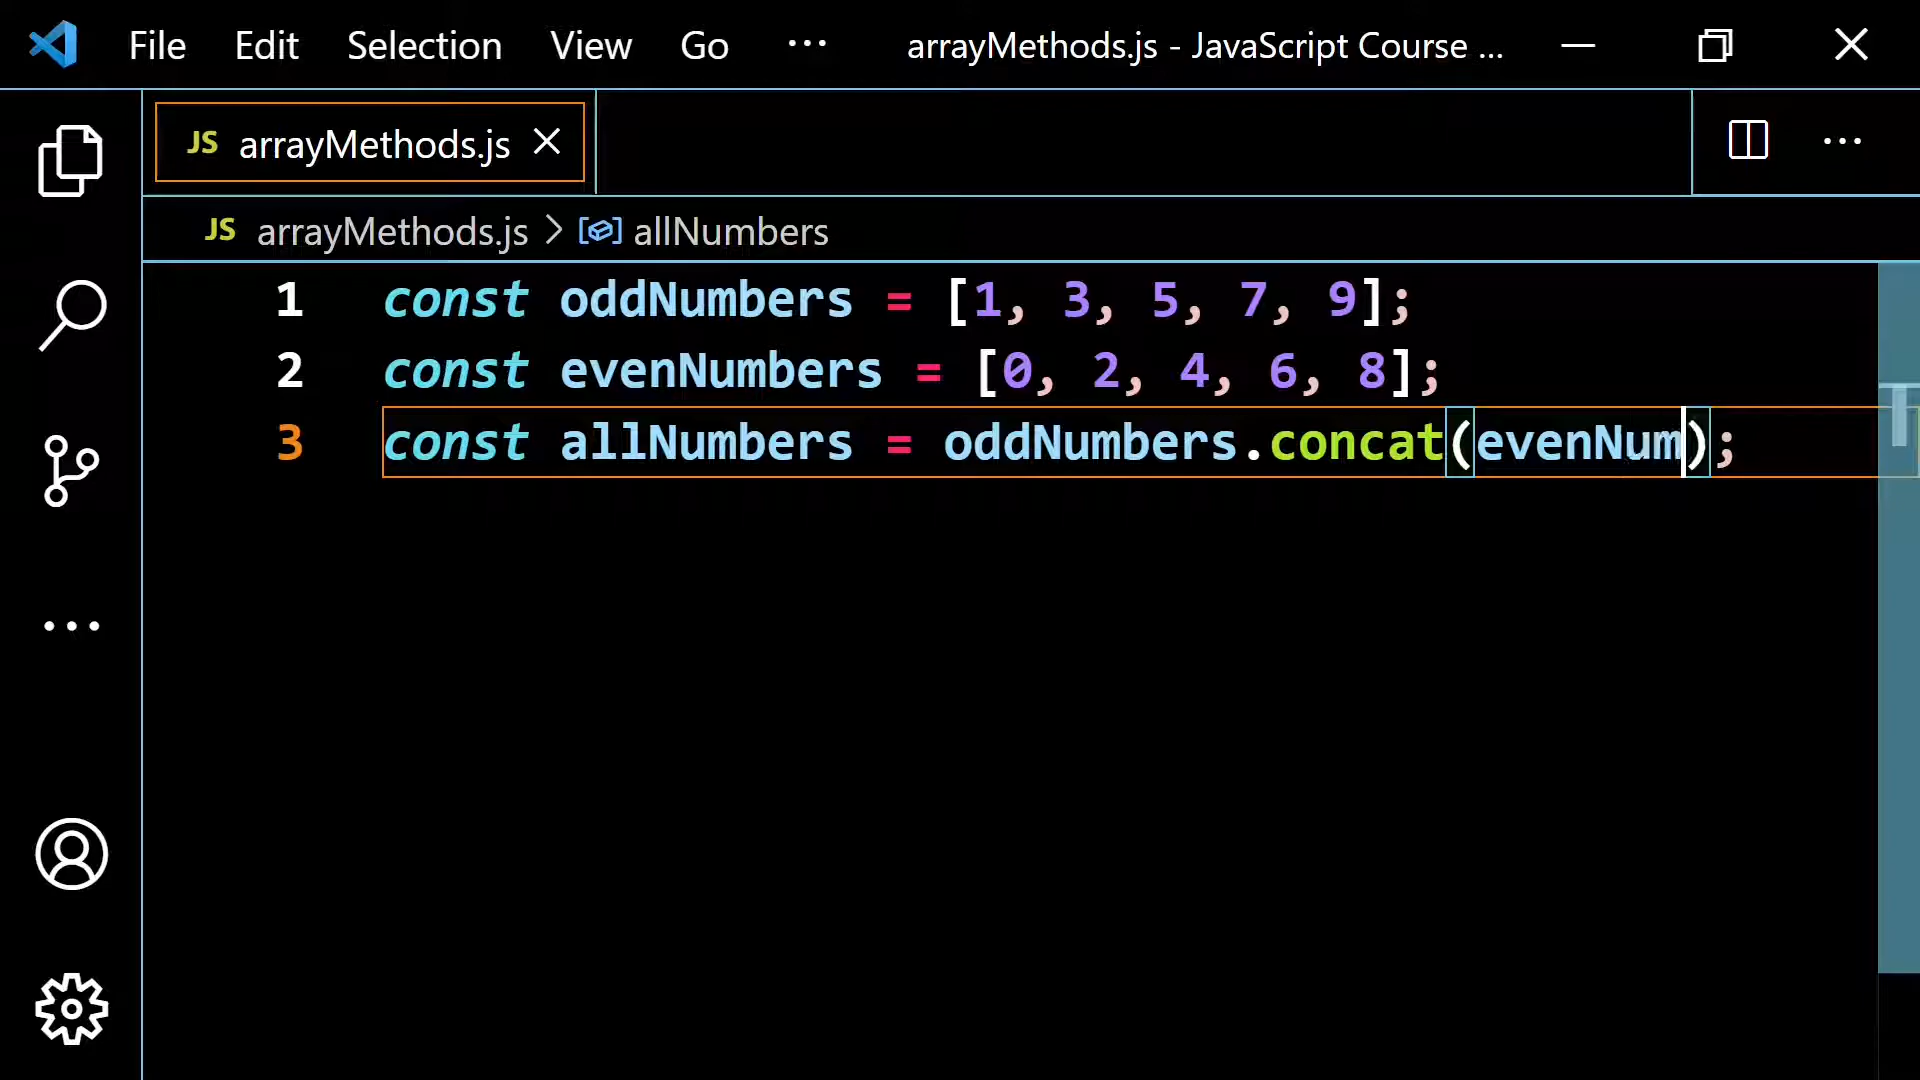 File Edit Selection View Go ··· arrayMethods.js - JavaScript Course ...
JS arrayMethods.js
JS arrayMethods.js > allNumbers
1 const oddNumbers = [1, 3, 5, 7, 9];
2 const evenNumbers = [0, 2, 4, 6, 8];
3 const allNumbers = oddNumbers.concat(evenNum);